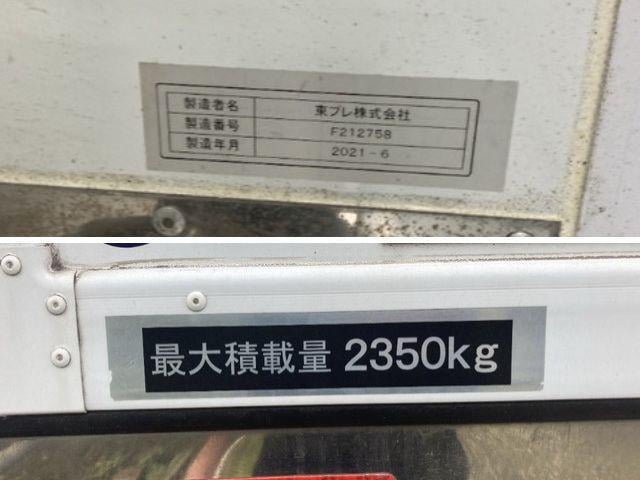 製造者名 東プレ株式会社
製造番号 F212758
製造年月 2021-6
最大積載量 2350kg